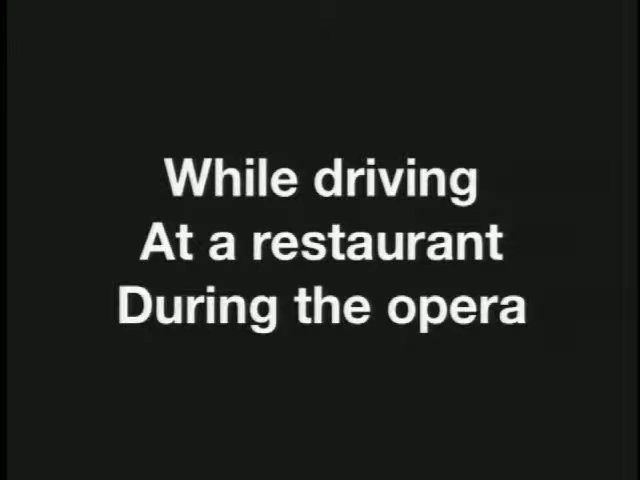 While driving
At a restaurant
During the opera